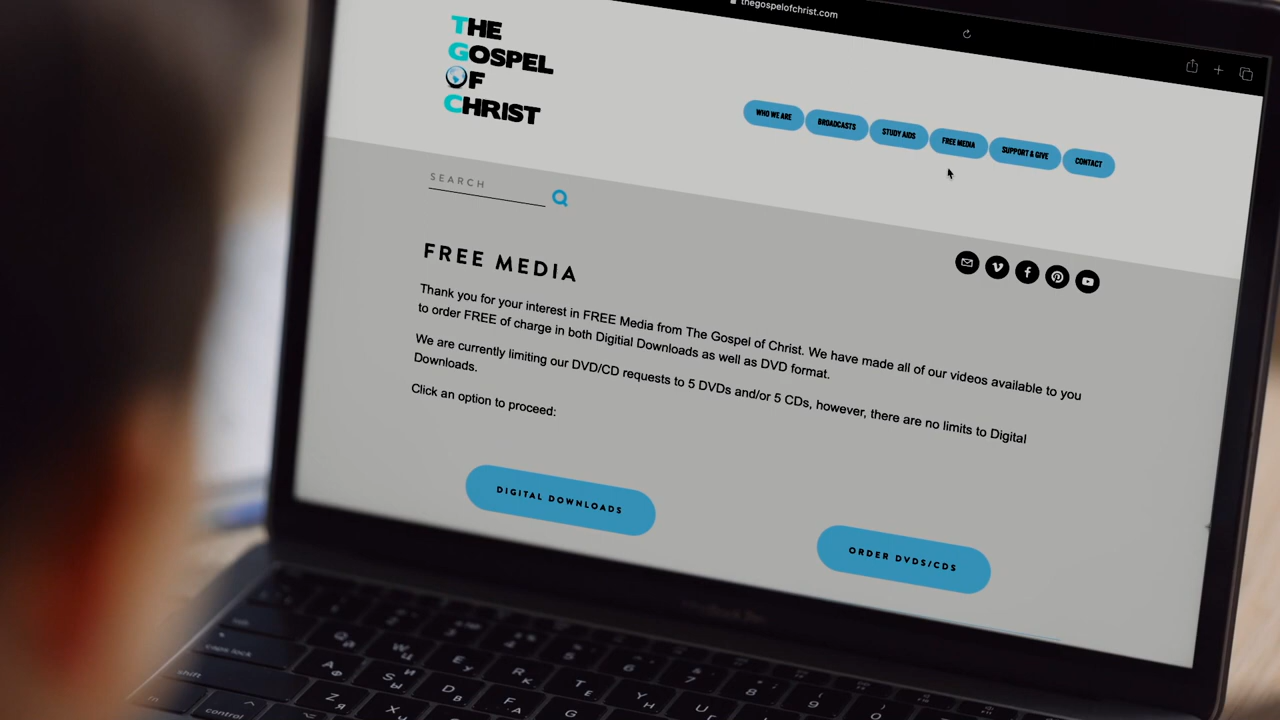 thegospelofchrist.com
THE
GOSPEL
OF
CHRIST
WHO WE ARE
BROADCASTS
STUDY AIDS
FREE MEDIA
SUPPORT & GIVE
CONTACT
SEARCH
FREE MEDIA
Thank you for your interest in FREE Media from The Gospel of Christ. We have made all of our videos available to you
to order FREE of charge in both Digitial Downloads as well as DVD format.
We are currently limiting our DVD/CD requests to 5 DVDs and/or 5 CDs, however, there are no limits to Digital
Downloads.
Click an option to proceed:
DIGITAL DOWNLOADS
ORDER DVDS/CDS
caps lock
shift
control